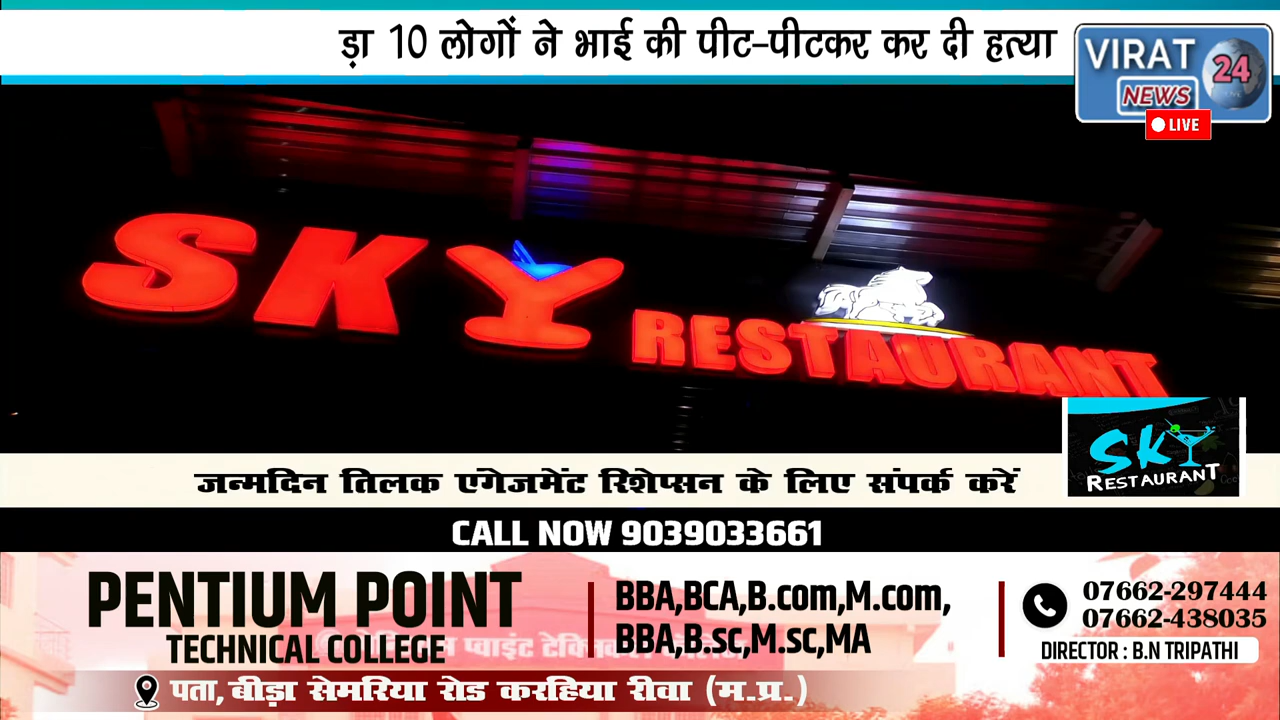 ड़ा 10 लोगों ने भाई की पीट-पीटकर कर दी हत्या
VIRAT
24
NEWS
LIVE
SKY
RESTAURANT
SKY
RESTAURANT
जन्मदिन तिलक एंगेजमेंट रिशेप्सन के लिए संपर्क करें
CALL NOW 9039033661
PENTIUM POINT
TECHNICAL COLLEGE
BBA,BCA,B.com,M.com,
BBA,B.sc,M.sc,MA
07662-297444
07662-438035
DIRECTOR : B.N TRIPATHI
पता, बीड़ा सेमरिया रोड करहिया रीवा (म.प्र.)